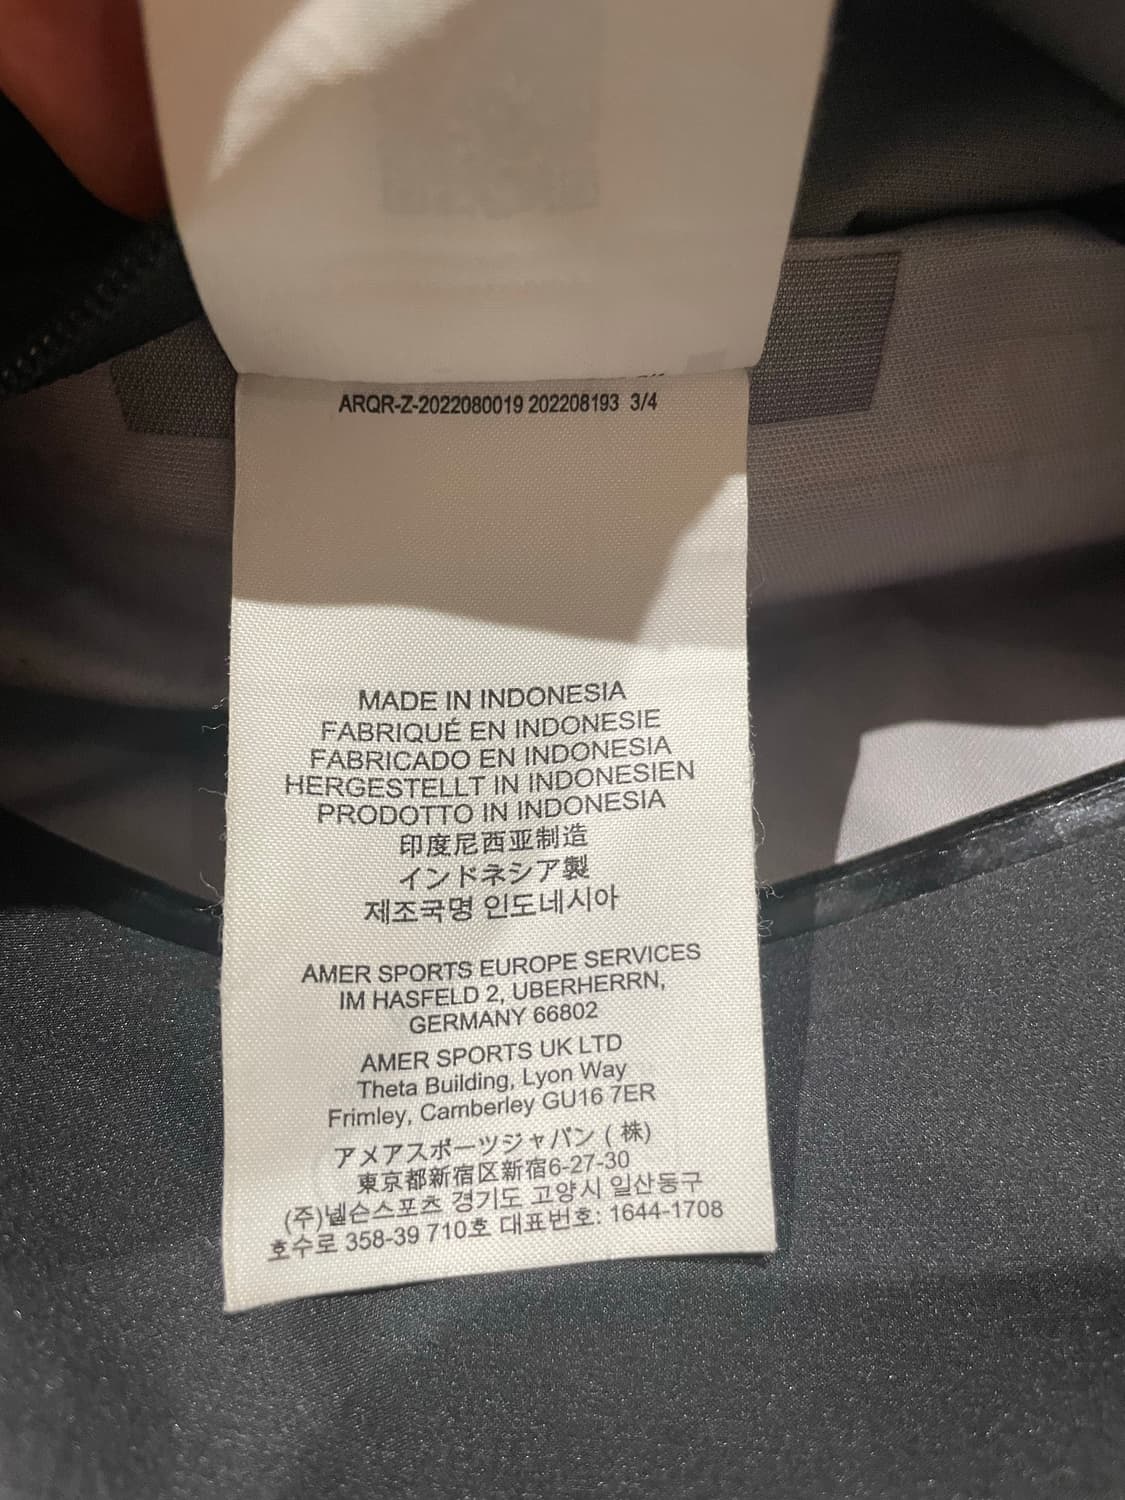 ARQR-Z-2022080019 202208193 3/4
MADE IN INDONESIA
FABRIQUÉ EN INDONESIE
FABRICADO EN INDONESIA
HERGESTELLT IN INDONESIEN
PRODOTTO IN INDONESIA
印度尼西亚制造
インドネシア製
제조국명 인도네시아
AMER SPORTS EUROPE SERVICES
IM HASFELD 2, UBERHERRN,
GERMANY 66802
AMER SPORTS UK LTD
Theta Building, Lyon Way
Frimley, Camberley GU16 7ER
アメアスポーツジャパン ( 株)
東京都新宿区新宿6-27-30
(주)넬슨스포츠 경기도 고양시 일산동구
호수로 358-39 710호 대표번호: 1644-1708